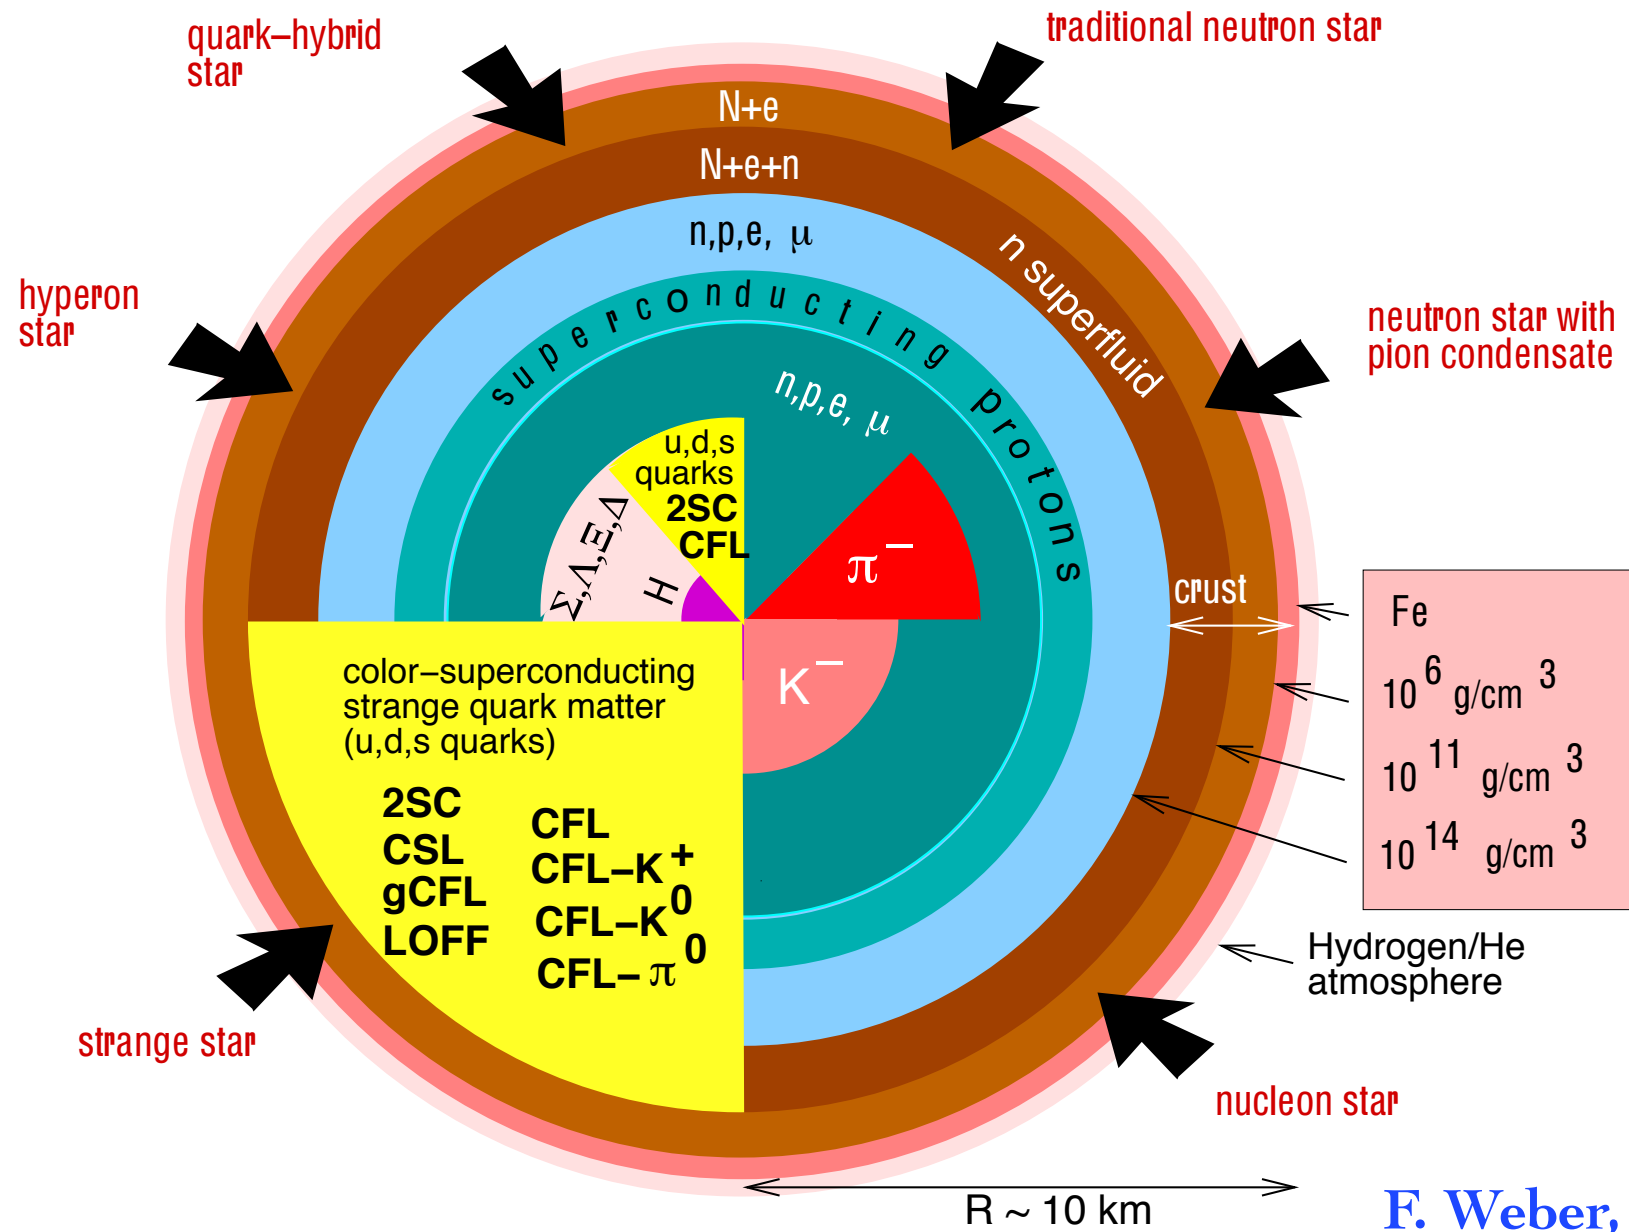 quark–hybrid
star
traditional neutron star
N+e
N+e+n
n,p,e, μ
n superfluid
hyperon
star
neutron star with
pion condensate
superconducting protons
n,p,e, μ
u,d,s
quarks
2SC
CFL
Σ,Λ,Ξ,Δ
H
π⁻
K⁻
crust
Fe
10⁶ g/cm³
10¹¹ g/cm³
10¹⁴ g/cm³
Hydrogen/He
atmosphere
color–superconducting
strange quark matter
(u,d,s quarks)
2SC
CSL
gCFL
LOFF
CFL
CFL–K⁺
CFL–K⁰
CFL–π⁰
strange star
nucleon star
R ~ 10 km
F. Weber,